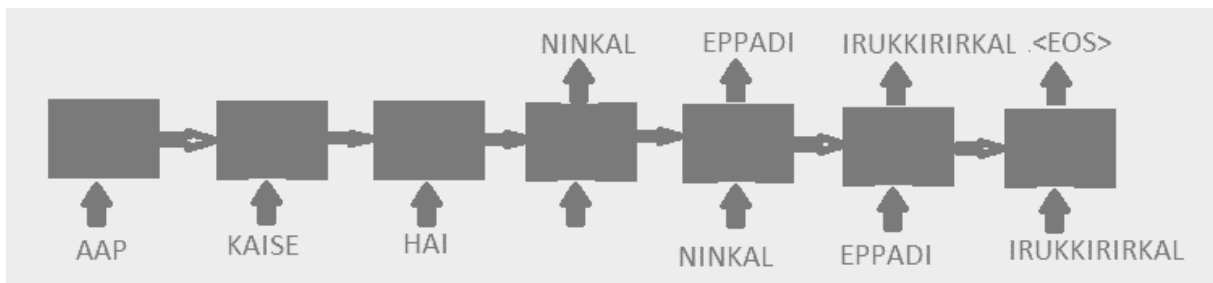 NINKAL EPPADI IRUKKIRIRKAL .<EOS>
AAP KAISE HAI NINKAL EPPADI IRUKKIRIRKAL